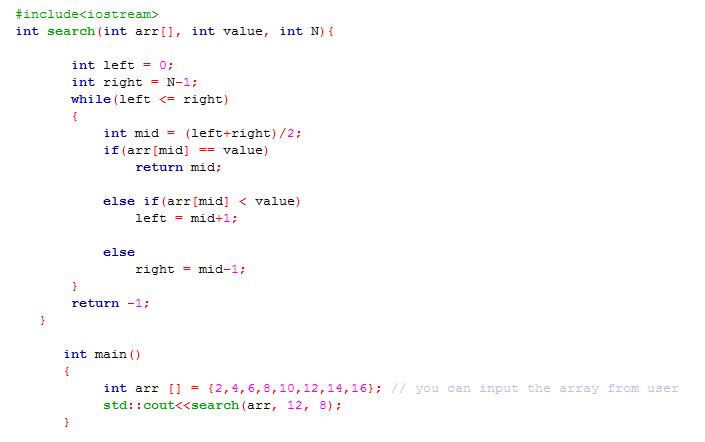 #include<iostream>
int search(int arr[], int value, int N){
int left = 0;
int right = N-1;
while(left <= right)
{
int mid = (left+right)/2;
if(arr[mid] == value)
return mid;
else if(arr[mid] < value)
left = mid+1;
else
right = mid-1;
}
return -1;
}
int main()
{
int arr [] = {2,4,6,8,10,12,14,16}; // you can input the array from user
std::cout<<search(arr, 12, 8);
}